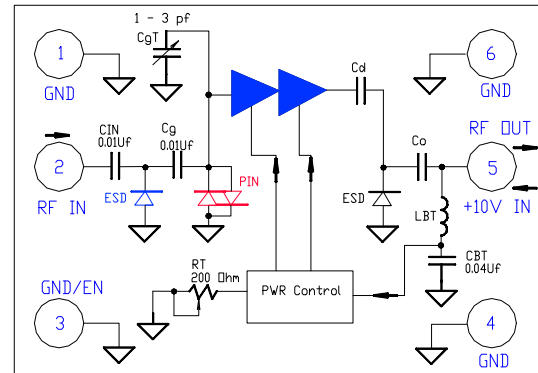 1 - 3 pf
CgT
1
GND
6
GND
Cd
CIN
0.01Uf
Cg
0.01Uf
RF OUT
2
RF IN
ESD
PIN
ESD
Co
5
+10V IN
LBT
CBT
0.04Uf
GND/EN
3
RT
200 Ohm
PWR Control
4
GND